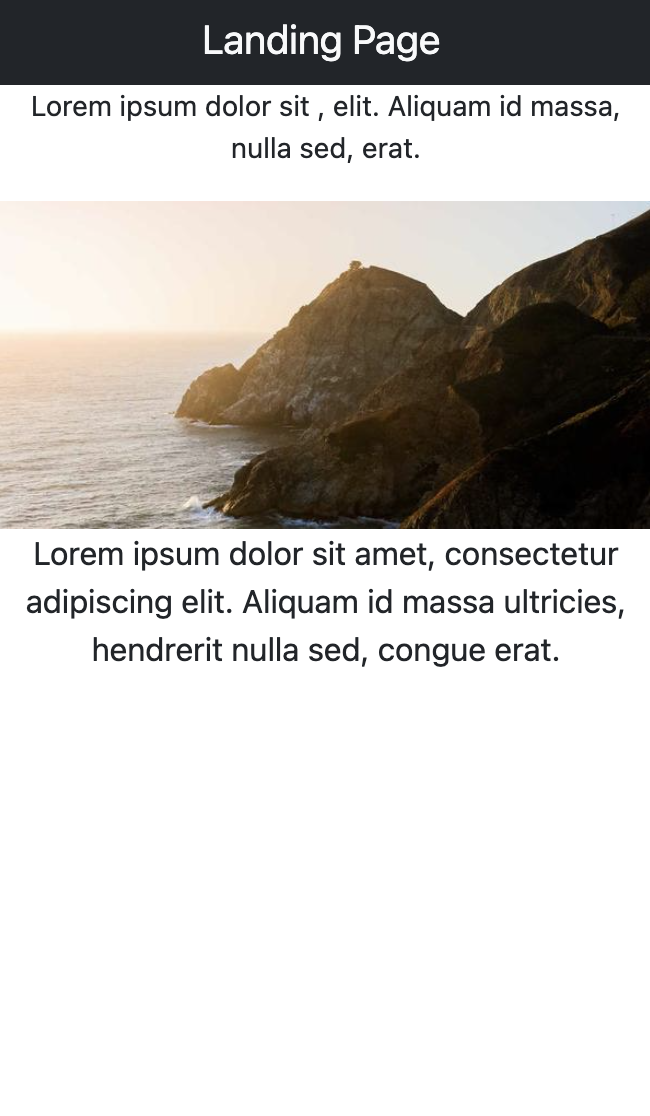 Landing Page
Lorem ipsum dolor sit , elit. Aliquam id massa,
nulla sed, erat.
Lorem ipsum dolor sit amet, consectetur
adipiscing elit. Aliquam id massa ultricies,
hendrerit nulla sed, congue erat.